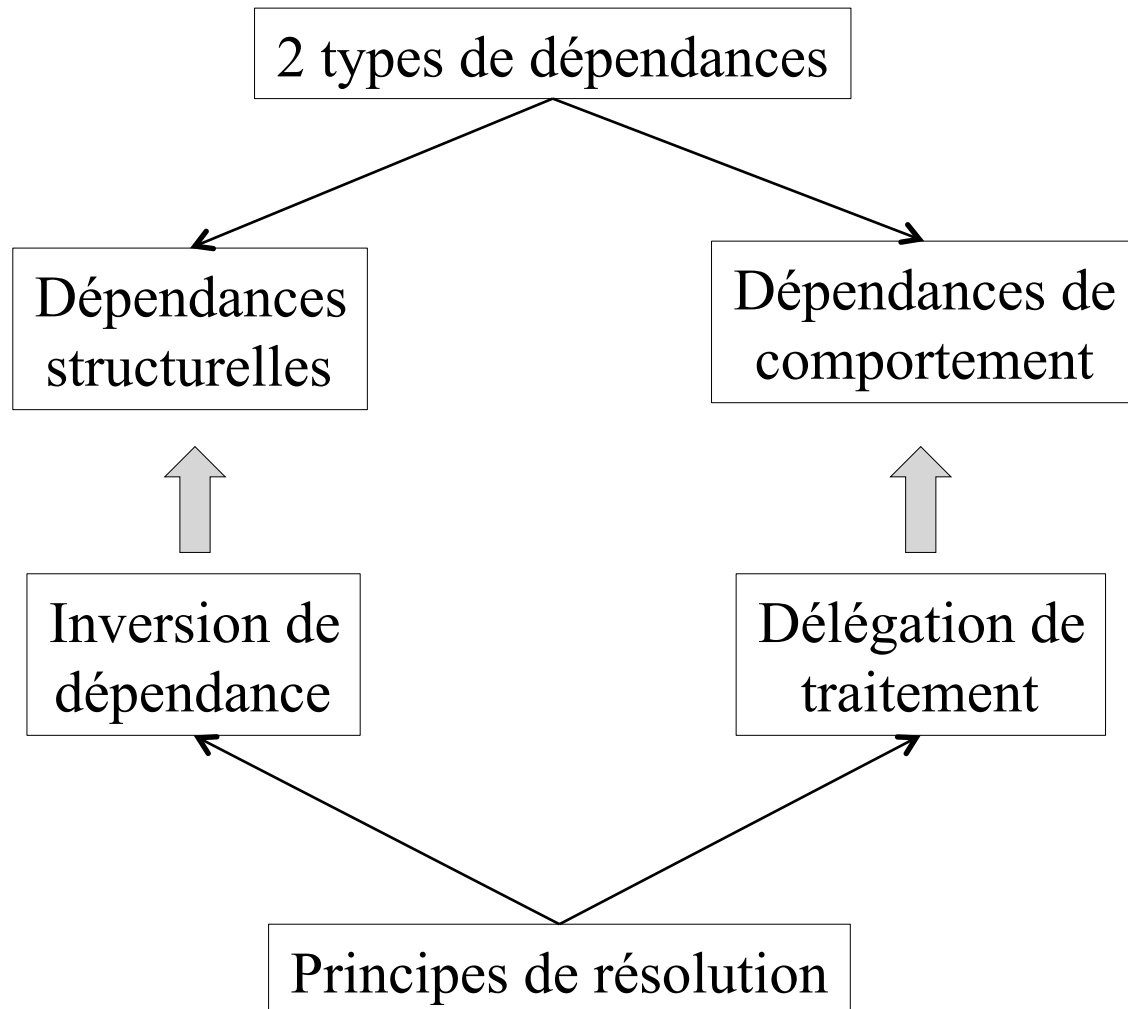 2 types de dépendances
Dépendances
structurelles
Dépendances de
comportement
Inversion de
dépendance
Délégation de
traitement
Principes de résolution